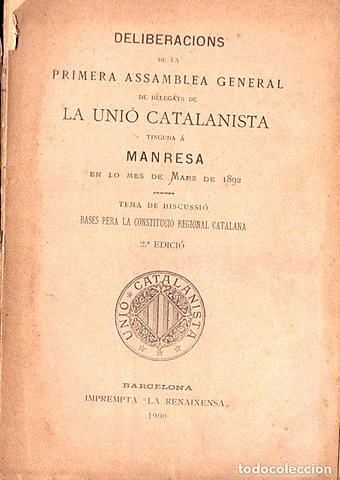 DELIBERACIONS
DE LA
PRIMERA ASSAMBLEA GENERAL
DE DELEGATS DE
LA UNIÓ CATALANISTA
TINGUDA Á
MANRESA
EN LO MES DE MARS DE 1892
TEMA DE DISCUSSIÓ
BASES PERA LA CONSTITUCIÓ REGIONAL CATALANA
2.ª EDICIÓ
UNIÓ CATALANISTA
BARCELONA
IMPREMPTA "LA RENAIXENSA"
1900
todocoleccion